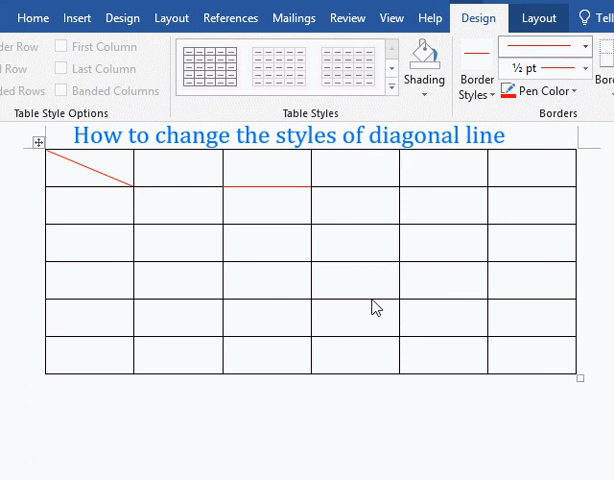 Home Insert Design Layout References Mailings Review View Help Design Layout Tell
der Row First Column
l Row Last Column
ded Rows Banded Columns
Shading
Border Styles
½ pt
Pen Color
Bord
Table Style Options Table Styles Borders
How to change the styles of diagonal line